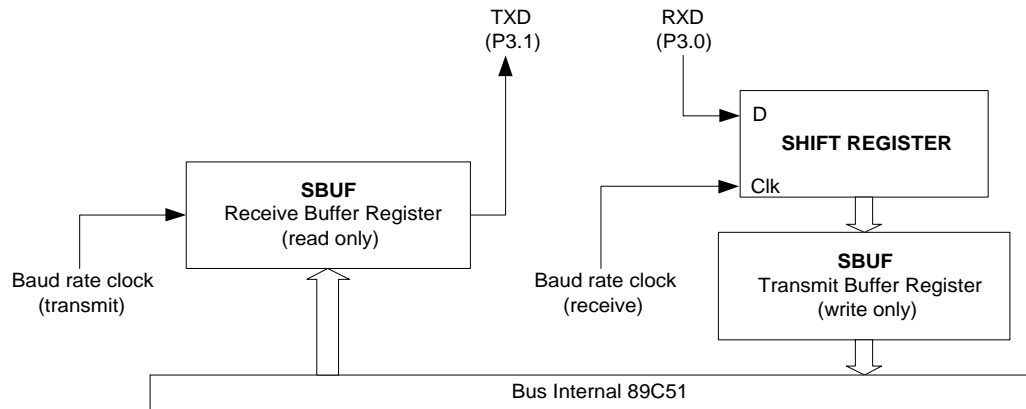 TXD
(P3.1)
RXD
(P3.0)
D
SHIFT REGISTER
Clk
SBUF
Receive Buffer Register
(read only)
Baud rate clock
(transmit)
Baud rate clock
(receive)
SBUF
Transmit Buffer Register
(write only)
Bus Internal 89C51